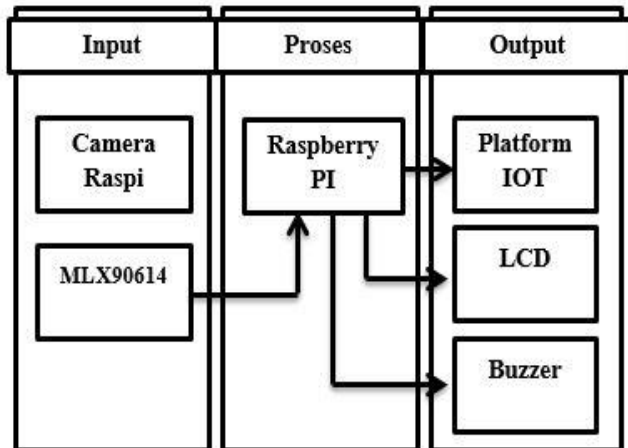 Input
Proses
Output
Camera
Raspi
MLX90614
Raspberry
PI
Platform
IOT
LCD
Buzzer